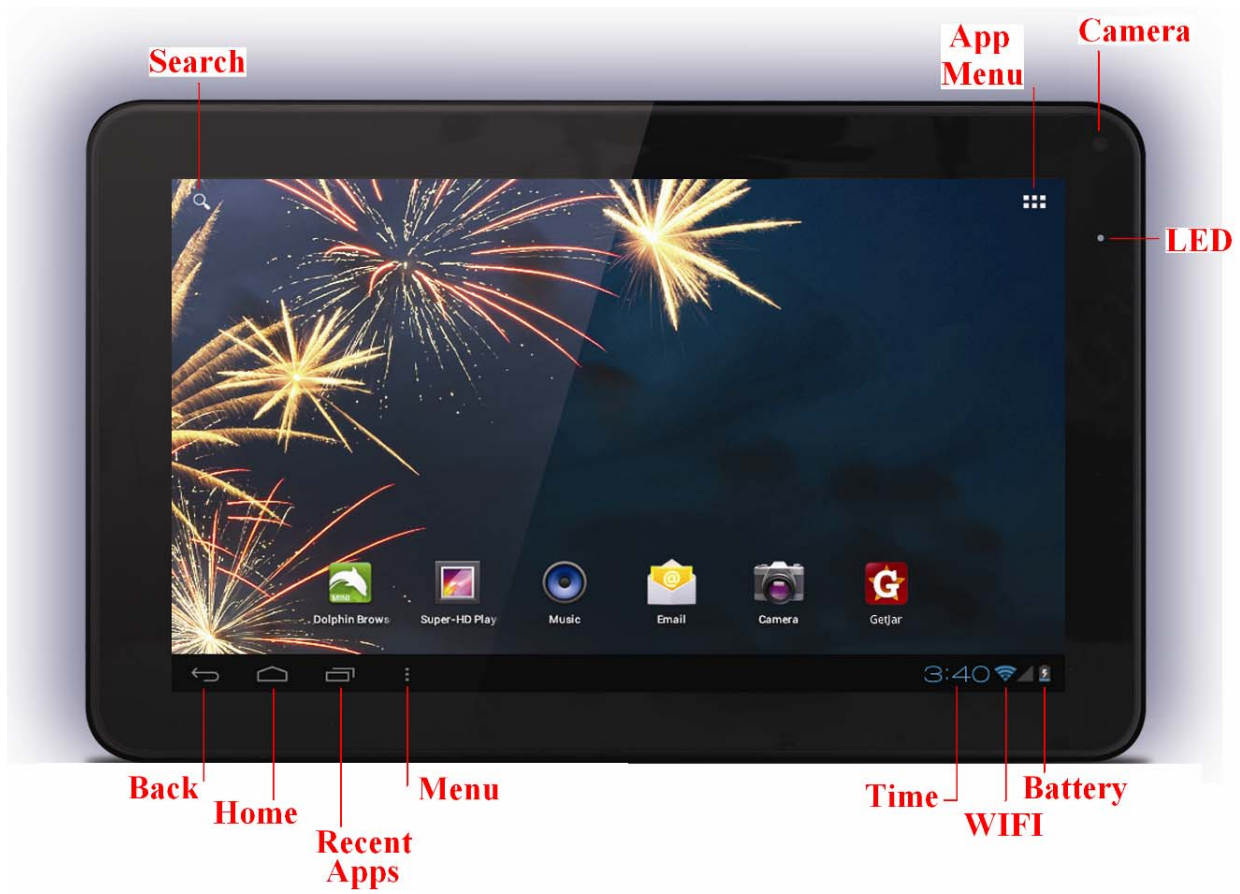 Search
App
Menu
Camera
LED
MINI
@
G
Dolphin Brows
Super-HD Play
Music
Email
Camera
GetJar
3:40
Back
Home
Recent
Apps
Menu
Time
WIFI
Battery